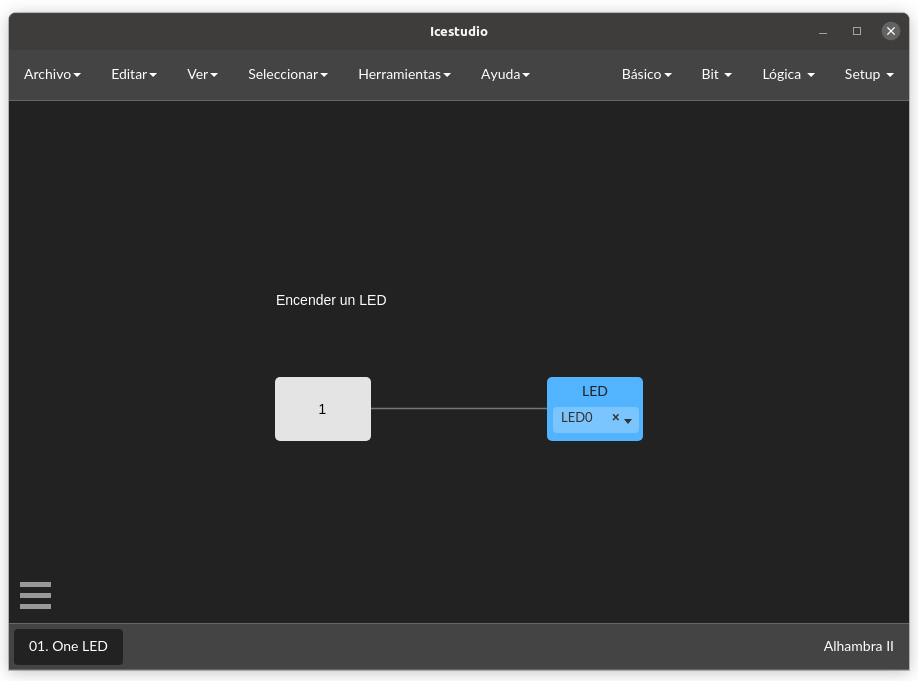 Icestudio
Archivo Editar Ver Seleccionar Herramientas Ayuda Básico Bit Lógica Setup
Encender un LED
1
LED
LED0 ×
01. One LED
Alhambra II